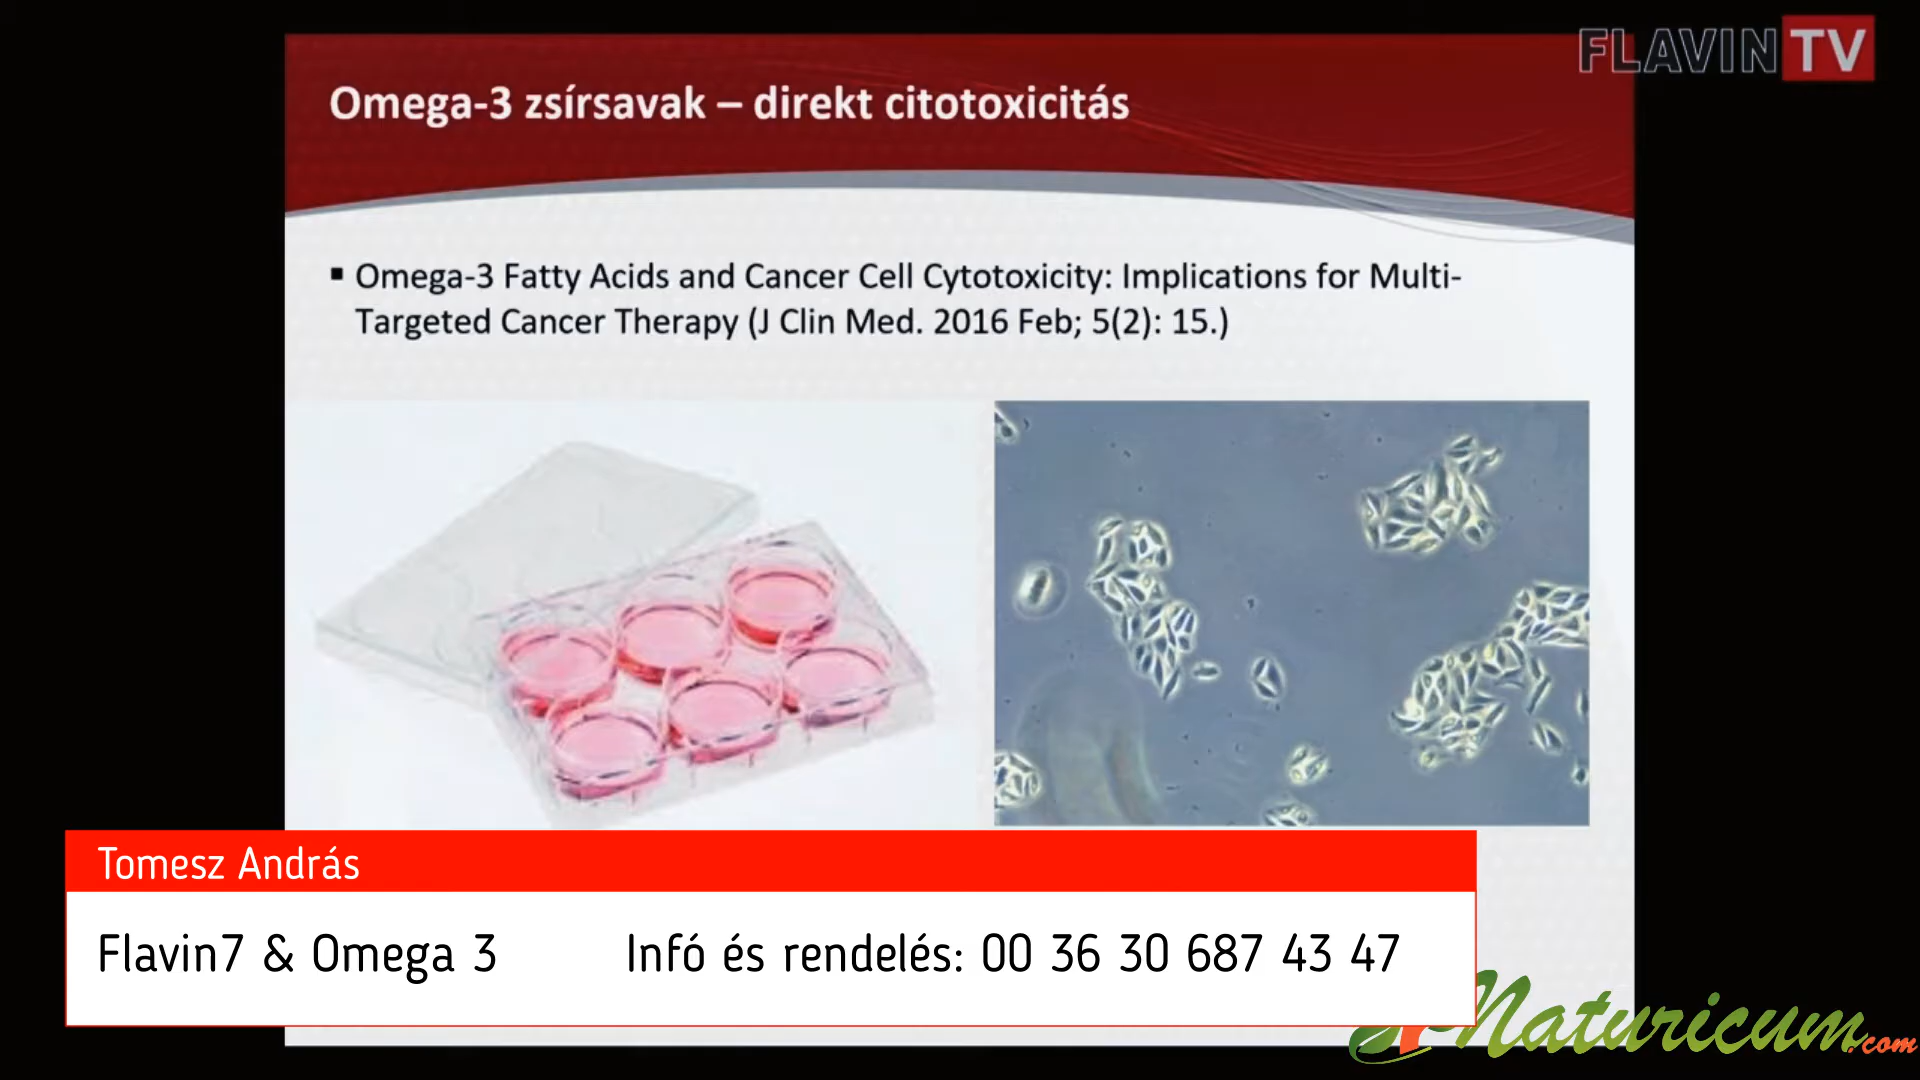 FLAVIN TV
Omega-3 zsírsavak – direkt citotoxicitás
▪ Omega-3 Fatty Acids and Cancer Cell Cytotoxicity: Implications for Multi-
Targeted Cancer Therapy (J Clin Med. 2016 Feb; 5(2): 15.)
Tomesz András
Flavin7 & Omega 3 Infó és rendelés: 00 36 30 687 43 47
Naturicum.com